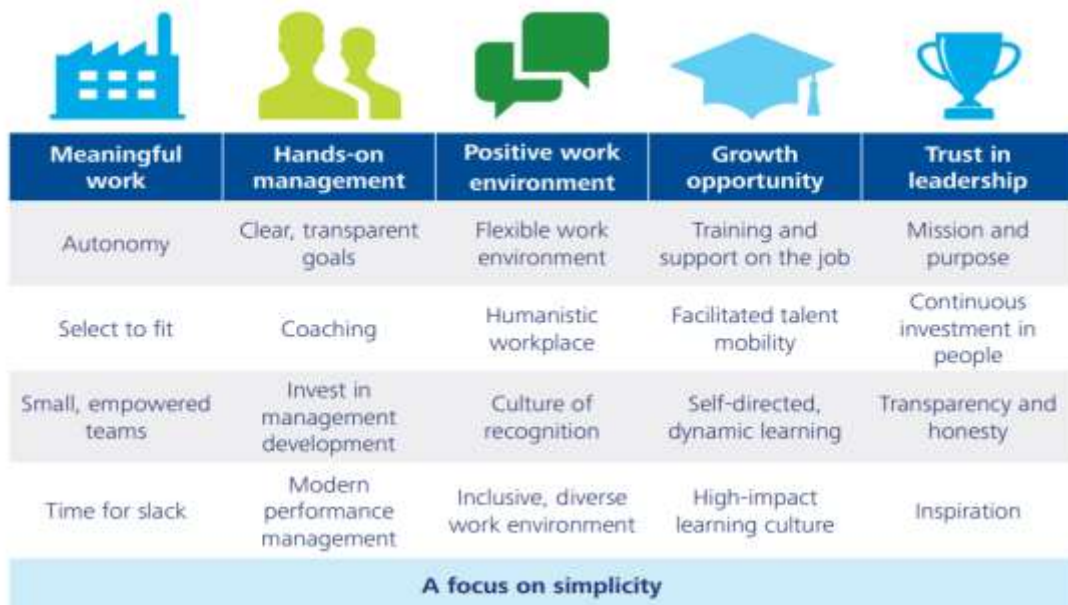 Meaningful work
Hands-on management
Positive work environment
Growth opportunity
Trust in leadership
Autonomy
Clear, transparent goals
Flexible work environment
Training and support on the job
Mission and purpose
Select to fit
Coaching
Humanistic workplace
Facilitated talent mobility
Continuous investment in people
Small, empowered teams
Invest in management development
Culture of recognition
Self-directed, dynamic learning
Transparency and honesty
Time for slack
Modern performance management
Inclusive, diverse work environment
High-impact learning culture
Inspiration
A focus on simplicity